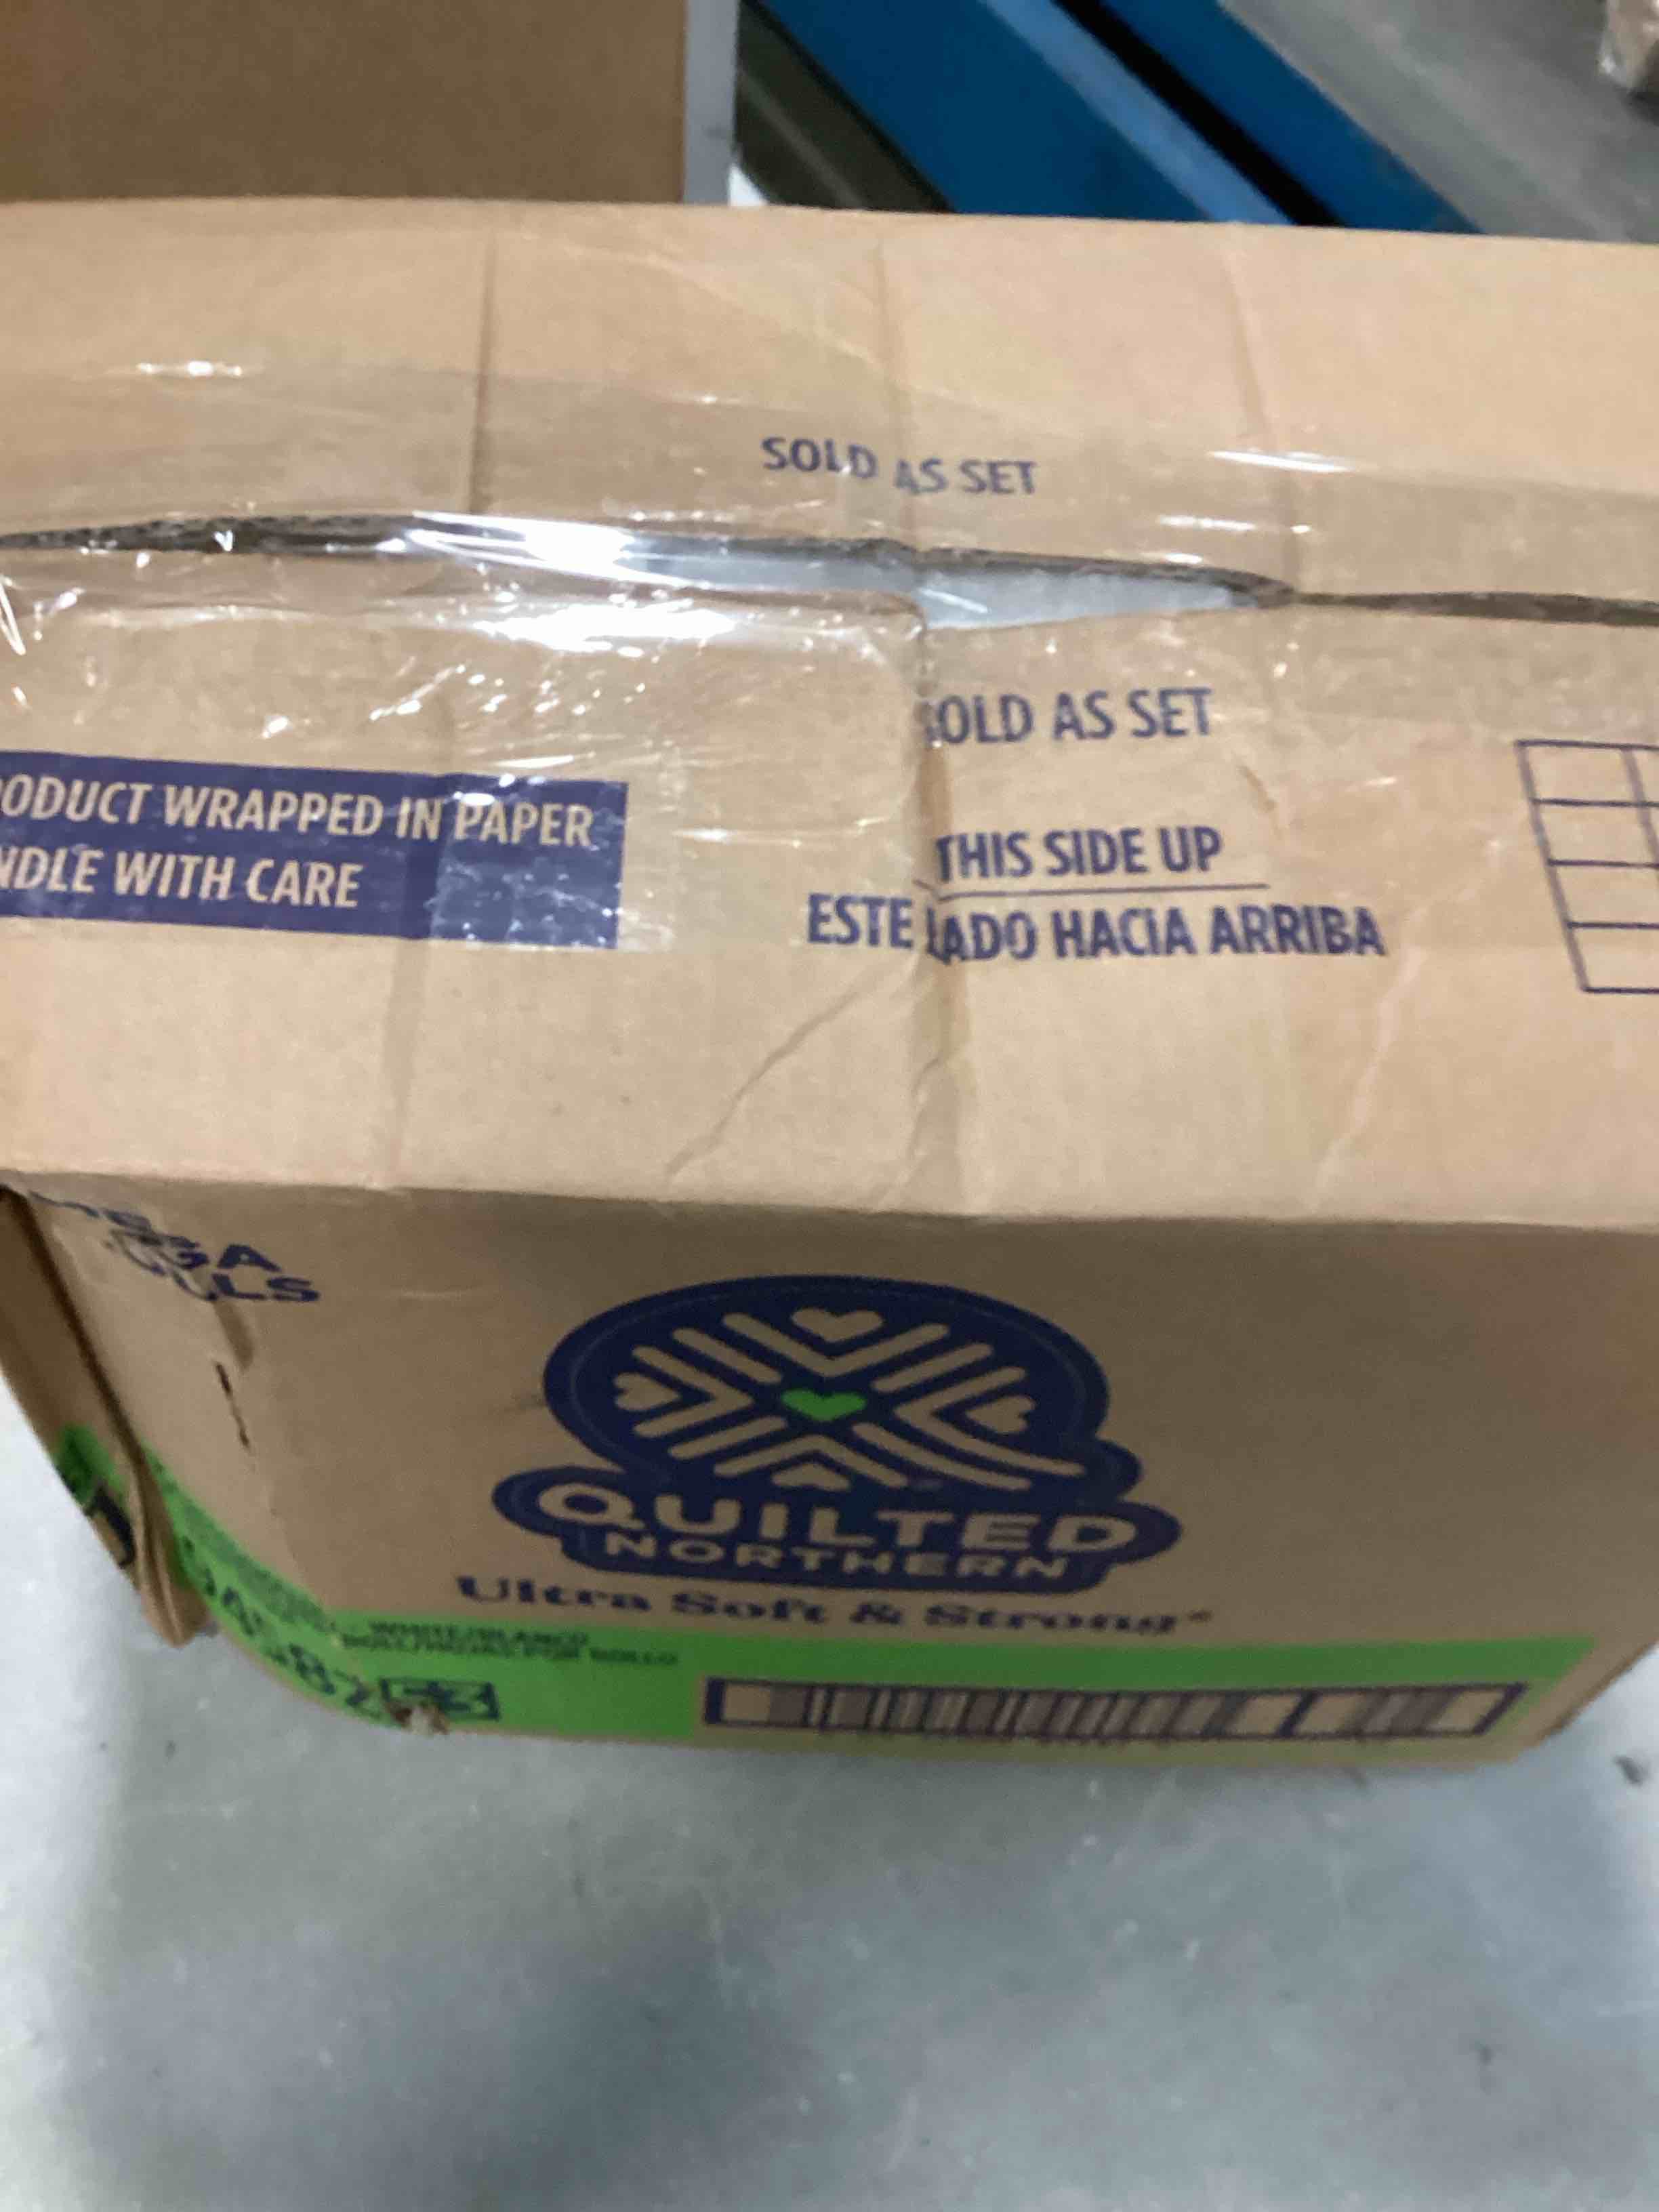 SOLD AS SET
SOLD AS SET
ODUCT WRAPPED IN PAPER
NDLE WITH CARE
THIS SIDE UP
ESTE LADO HACIA ARRIBA
QUILTED
NORTHERN
Ultra Soft & Strong